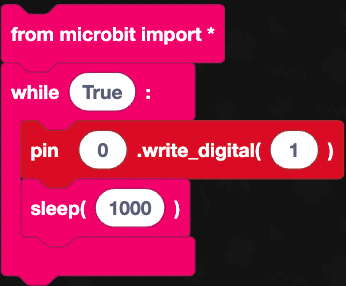 from microbit import *
while True :
pin 0 .write_digital( 1 )
sleep( 1000 )